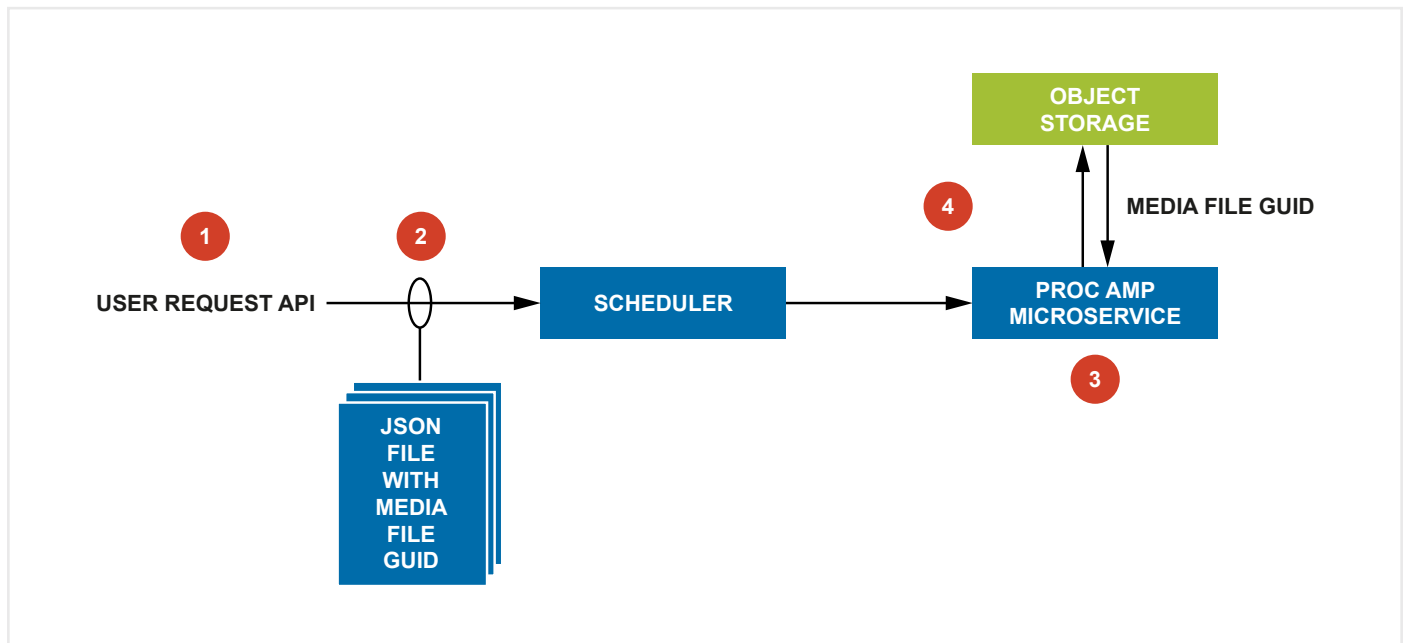 OBJECT
STORAGE
4
MEDIA FILE GUID
1
2
USER REQUEST API
SCHEDULER
PROC AMP
MICROSERVICE
3
JSON
FILE
WITH
MEDIA
FILE
GUID